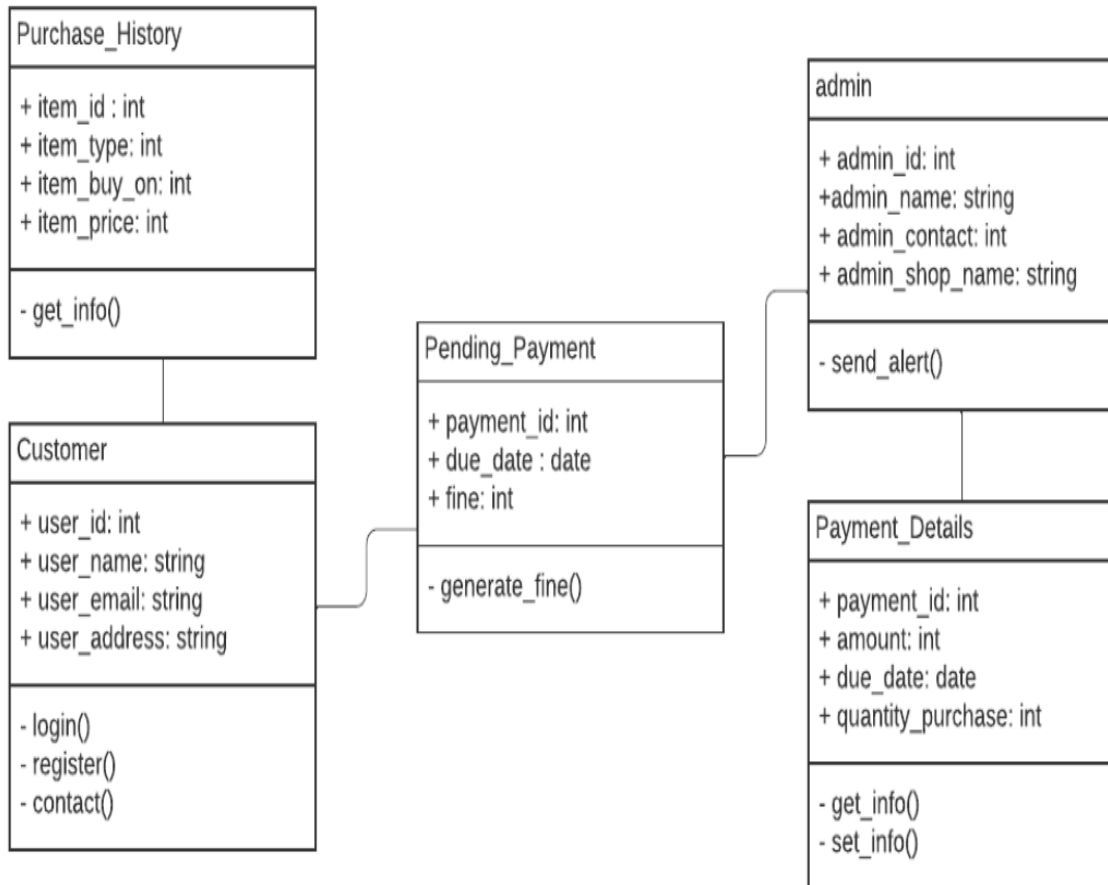 Purchase_History
+ item_id : int
+ item_type: int
+ item_buy_on: int
+ item_price: int
- get_info()
Customer
+ user_id: int
+ user_name: string
+ user_email: string
+ user_address: string
- login()
- register()
- contact()
Pending_Payment
+ payment_id: int
+ due_date : date
+ fine: int
- generate_fine()
admin
+ admin_id: int
+admin_name: string
+ admin_contact: int
+ admin_shop_name: string
- send_alert()
Payment_Details
+ payment_id: int
+ amount: int
+ due_date: date
+ quantity_purchase: int
- get_info()
- set_info()